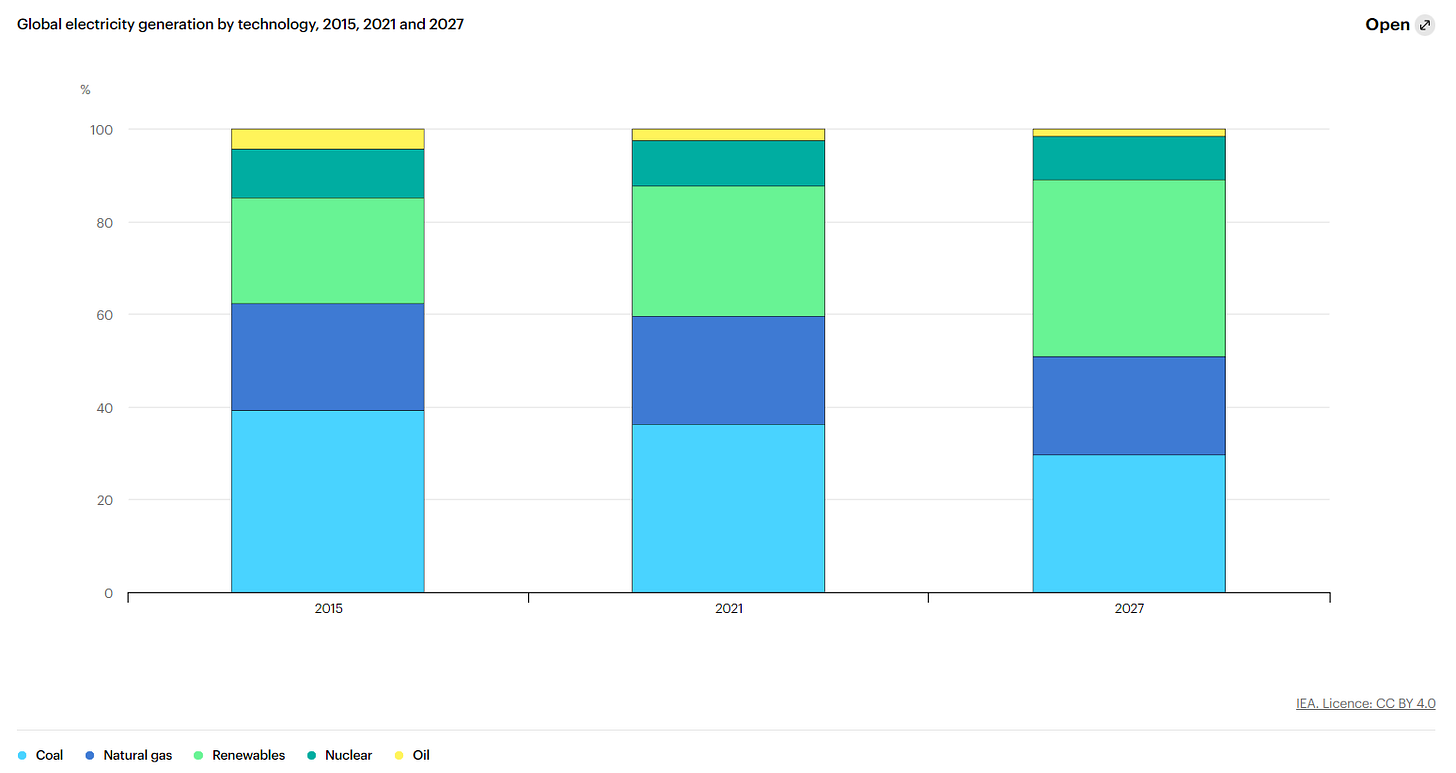 Global electricity generation by technology, 2015, 2021 and 2027
Open
%
100
80
60
40
20
0
2015 2021 2027
IEA. Licence: CC BY 4.0
Coal Natural gas Renewables Nuclear Oil